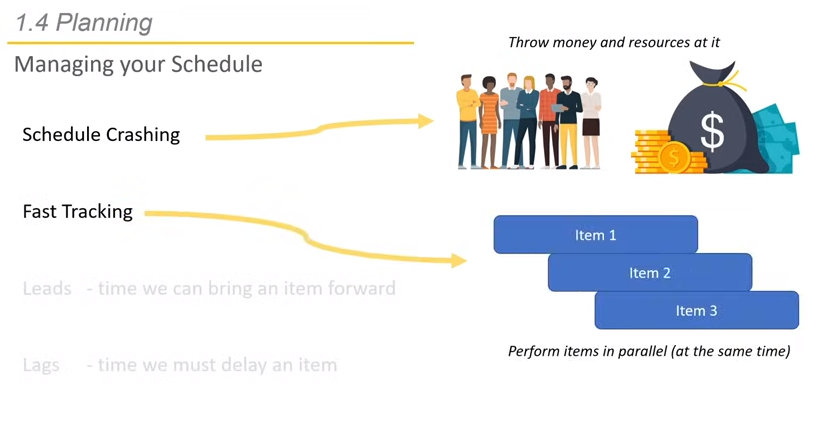 1.4 Planning
Managing your Schedule
Throw money and resources at it
Schedule Crashing
$
$
Fast Tracking
Item 1
Item 2
Item 3
Leads - time we can bring an item forward
Perform items in parallel (at the same time)
Lags - time we must delay an item